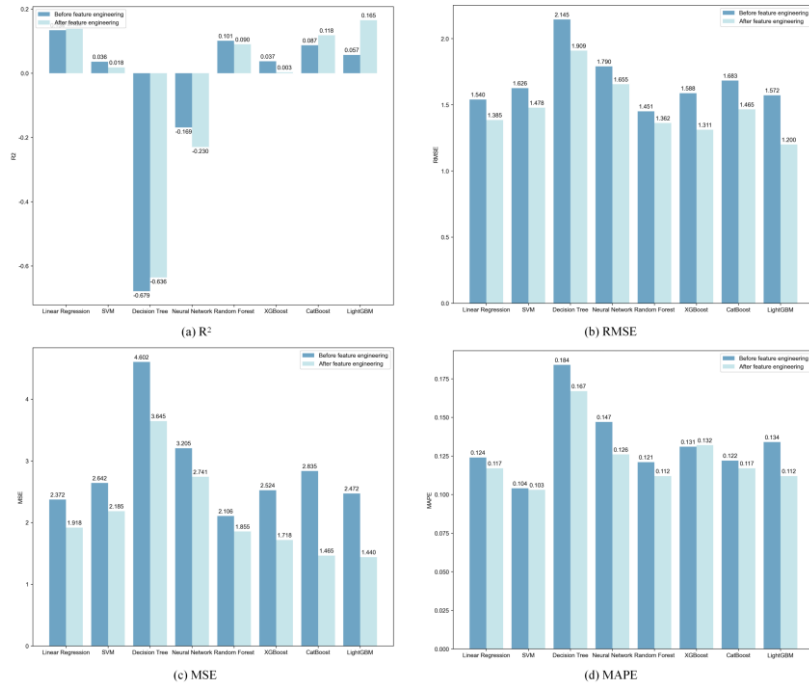 Before feature engineering
After feature engineering
0.2
0.0
-0.2
-0.4
-0.6
R2
0.036
0.018
-0.679
-0.636
-0.169
-0.230
0.101
0.090
0.037
0.003
0.087
0.118
0.057
0.165
Linear Regression
SVM
Decision Tree
Neural Network
Random Forest
XGBoost
CatBoost
LightGBM
(a) R²
Before feature engineering
After feature engineering
2.0
1.5
1.0
0.5
0.0
RMSE
1.540
1.385
1.626
1.478
2.145
1.909
1.790
1.655
1.451
1.362
1.588
1.311
1.683
1.465
1.572
1.200
Linear Regression
SVM
Decision Tree
Neural Network
Random Forest
XGBoost
CatBoost
LightGBM
(b) RMSE
Before feature engineering
After feature engineering
4
3
2
1
0
MSE
2.372
1.918
2.642
2.185
4.602
3.645
3.205
2.741
2.106
1.855
2.524
1.718
2.835
1.465
2.472
1.440
Linear Regression
SVM
Decision Tree
Neural Network
Random Forest
XGBoost
CatBoost
LightGBM
(c) MSE
Before feature engineering
After feature engineering
0.175
0.150
0.125
0.100
0.075
0.050
0.025
0.000
MAPE
0.124
0.117
0.104
0.103
0.184
0.167
0.147
0.126
0.121
0.112
0.131
0.132
0.122
0.117
0.134
0.112
Linear Regression
SVM
Decision Tree
Neural Network
Random Forest
XGBoost
CatBoost
LightGBM
(d) MAPE